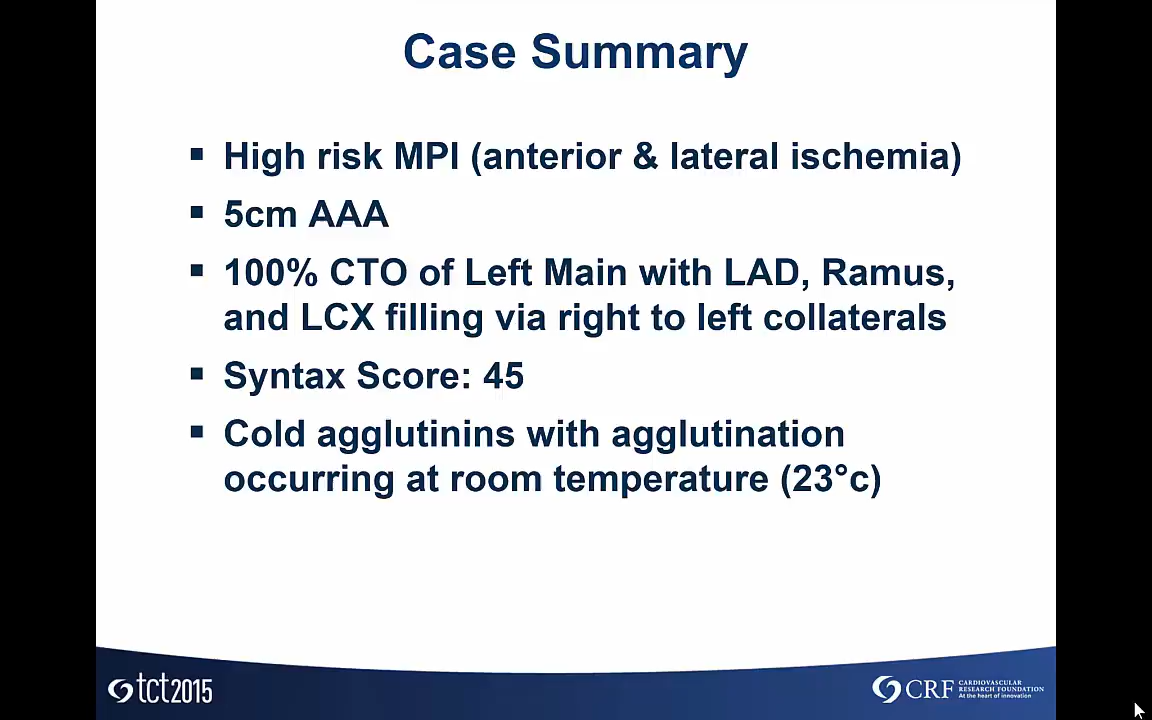 Case Summary
▪ High risk MPI (anterior & lateral ischemia)
▪ 5cm AAA
▪ 100% CTO of Left Main with LAD, Ramus,
and LCX filling via right to left collaterals
▪ Syntax Score: 45
▪ Cold agglutinins with agglutination
occurring at room temperature (23°c)
tct2015
CRF
CARDIOVASCULAR
RESEARCH FOUNDATION
At the heart of innovation